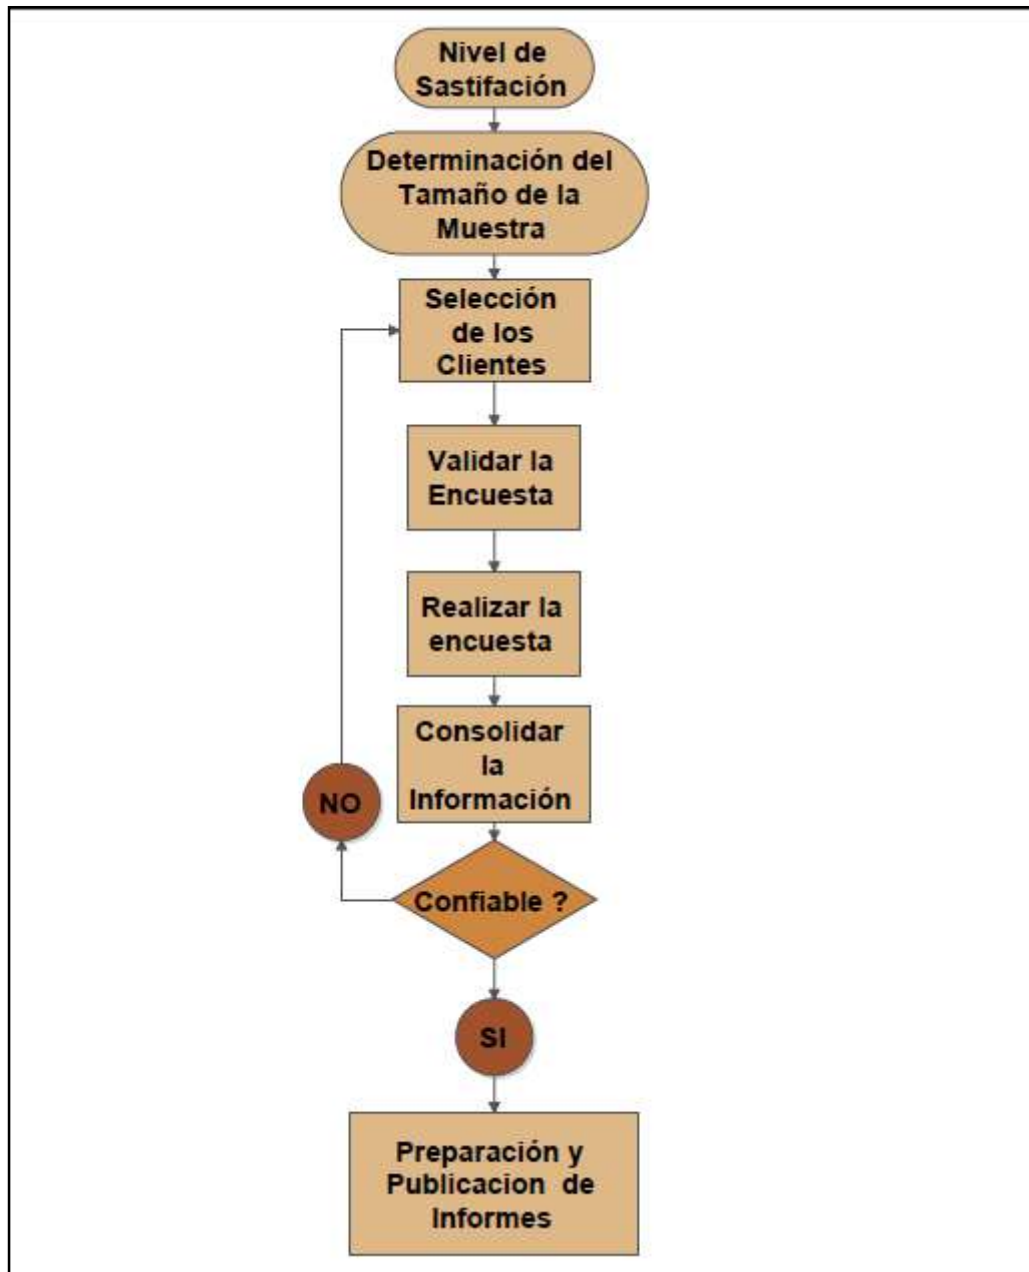 Nivel de
Sastifación
Determinación del
Tamaño de la
Muestra
Selección
de los
Clientes
Validar la
Encuesta
Realizar la
encuesta
Consolidar
la
Información
NO
Confiable ?
SI
Preparación y
Publicacion de
Informes